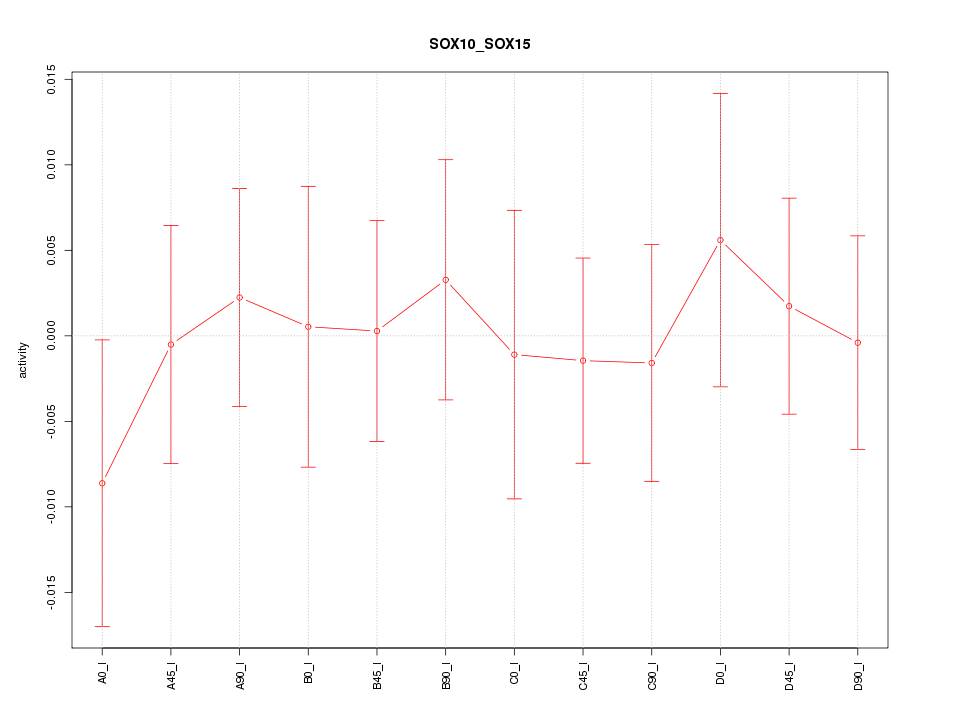 SOX10_SOX15
activity
0.015
0.010
0.005
0.000
-0.005
-0.010
-0.015
A0_I
A45_I
A90_I
B0_I
B45_I
B90_I
C0_I
C45_I
C90_I
D0_I
D45_I
D90_I